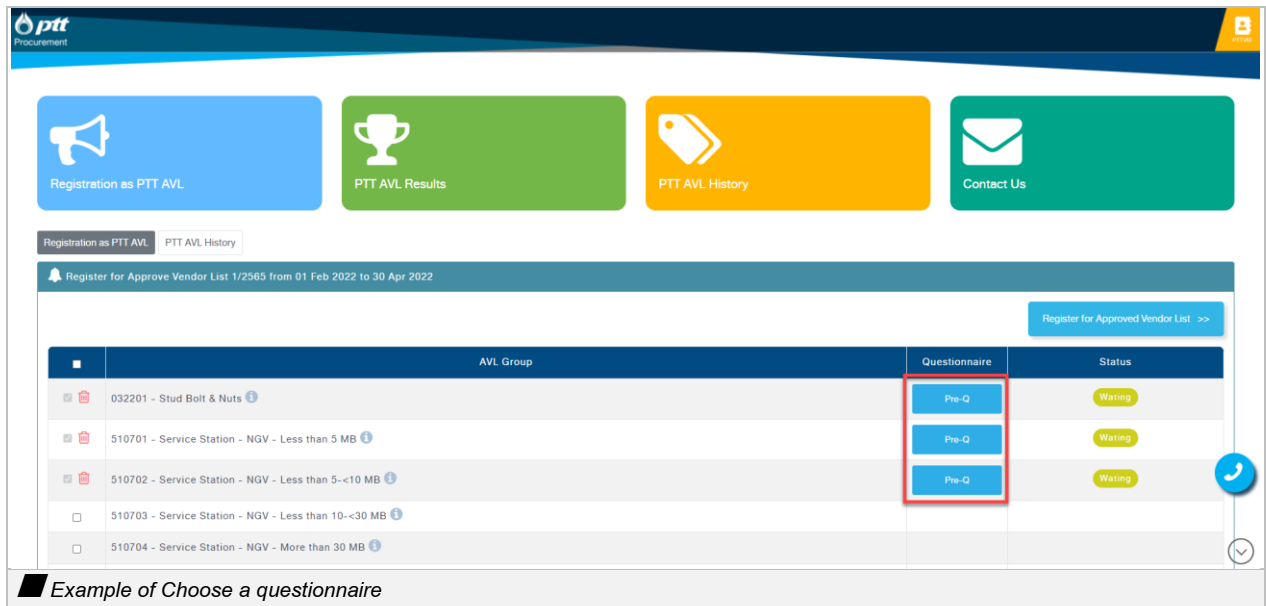 ptt
Procurement
PTTVM
Registration as PTT AVL
PTT AVL Results
PTT AVL History
Contact Us
Registration as PTT AVL
PTT AVL History
Register for Approve Vendor List 1/2565 from 01 Feb 2022 to 30 Apr 2022
Register for Approved Vendor List >>
AVL Group Questionnaire Status
032201 - Stud Bolt & Nuts Pre-Q Wating
510701 - Service Station - NGV - Less than 5 MB Pre-Q Wating
510702 - Service Station - NGV - Less than 5-<10 MB Pre-Q Wating
510703 - Service Station - NGV - Less than 10-<30 MB
510704 - Service Station - NGV - More than 30 MB
Example of Choose a questionnaire